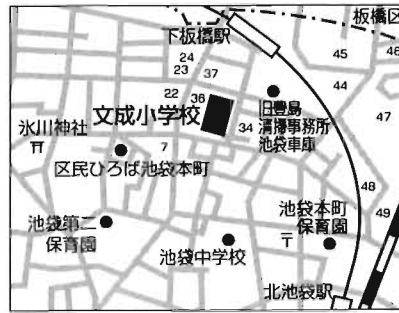 板橋区
下板橋駅
24
23
37
45
46
22
36
44
文成小学校
旧豊島
清掃事務所
池袋車庫
34
47
氷川神社
7
区民ひろば池袋本町
48
49
池袋第二
保育園
池袋本町
保育園
〒
池袋中学校
北池袋駅